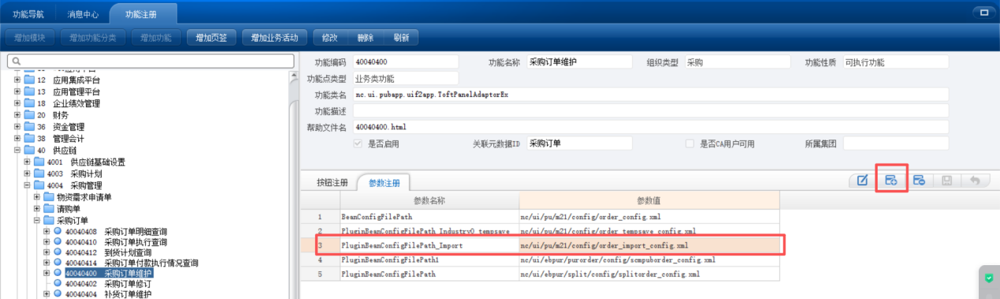 功能导航 消息中心 功能注册
增加模块 增加功能分类 增加功能 增加页签 增加业务活动 修改 删除 刷新
功能编码 40040400 功能名称 采购订单维护 组织类型 采购 功能性质 可执行功能
功能点类型 业务类功能
功能类名 nc.ui.pubapp.uif2app.ToftPanelAdaptorEx
功能描述
帮助文件名 40040400.html
是否启用 关联元数据ID 采购订单 是否CA用户可用 所属集团
12 应用集成平台
13 应用管理平台
18 企业绩效管理
20 财务
36 资金管理
38 管理会计
40 供应链
4001 供应链基础设置
4003 采购计划
4004 采购管理
物资需求申请单
请购单
采购订单
40040408 采购订单明细查询
40040410 采购订单执行查询
40040412 到货计划查询
40040414 采购订单付款执行情况查询
40040400 采购订单维护
40040402 采购订单修订
40040404 补货订单维护
按钮注册 参数注册
参数名称 参数值
1 BeanConfigFilePath nc/ui/pu/m21/config/order_config.xml
2 PluginBeanConfigFilePath_Industry0_tempsave nc/ui/pu/m21/config/order_tempsave_config.xml
3 PluginBeanConfigFilePath_Import nc/ui/pu/m21/config/order_import_config.xml
4 PluginBeanConfigFilePath1 nc/ui/ebpur/purorder/config/scmpuborder_config.xml
5 PluginBeanConfigFilePath nc/ui/ebpur/split/config/splitorder_config.xml